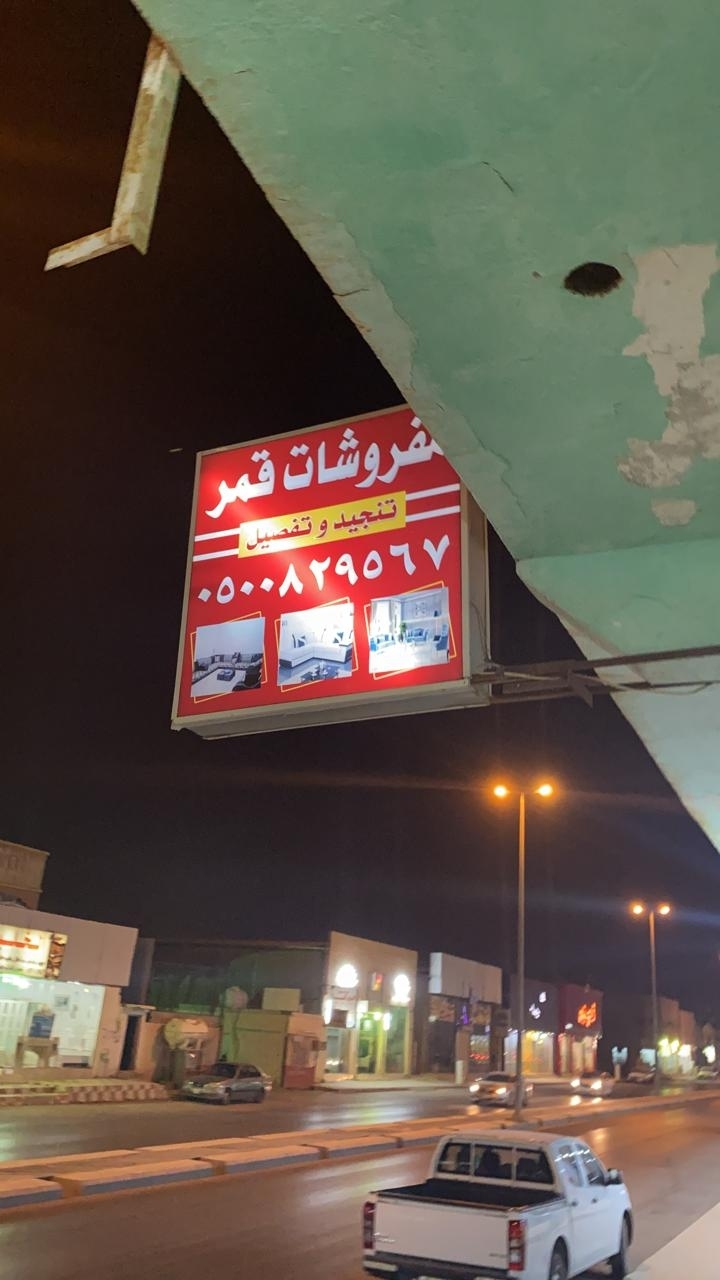 مفروشات قمر
تنجيد و تفصيل
٠٥٠٠٨٢٩٥٦٧